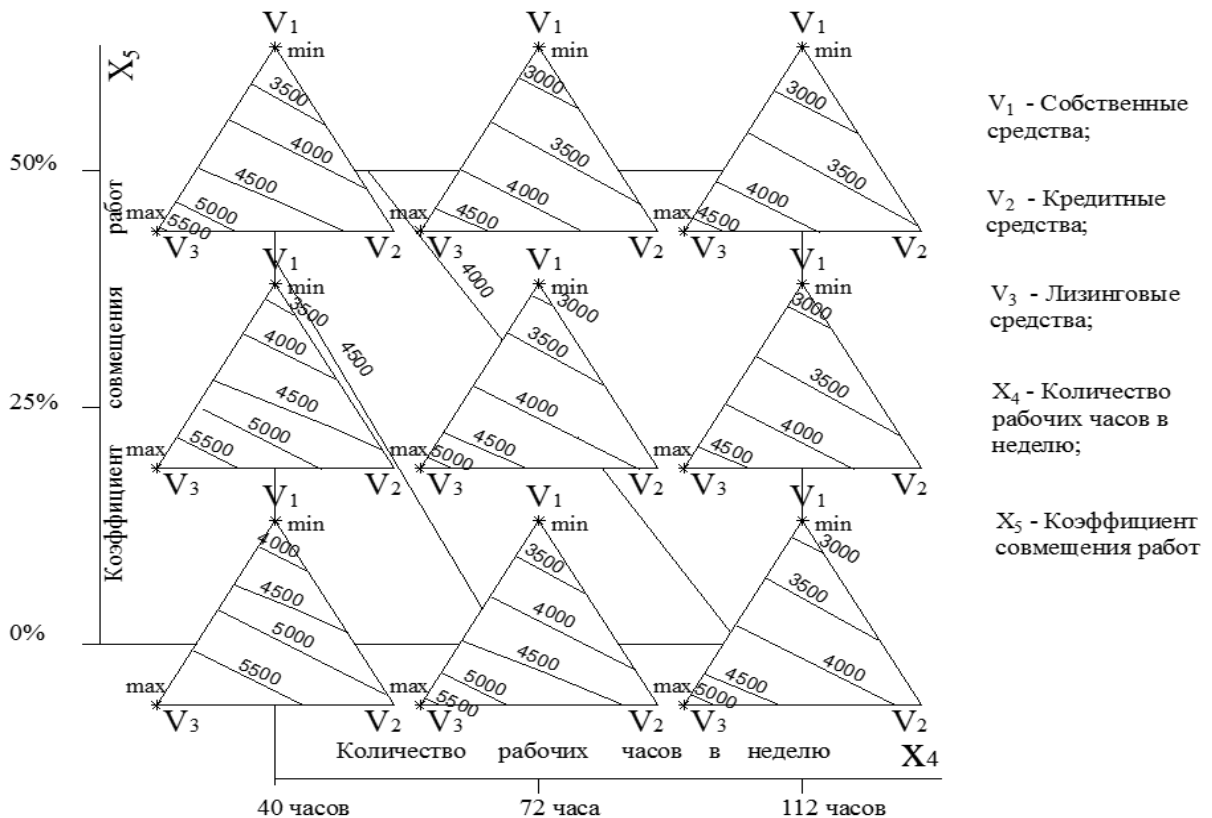 V1 V1 V1
X5
min min min
3500 3000 3000
4000 3500 3000
50%
4500 4000 3500
5000 4500 4000
5500 4500
max max max
V3 V2 V3 V2 V3 V2
V1 V1 V1
4000
min min min
3500 3000 3000
4000 4500 3500 3500
25%
4500 4000 4000
5000 4500 4500
5500 5000
max max max
V3 V2 V3 V2 V3 V2
V1 V1 V1
min min min
4000 3500 3000
4500 4000 3500
0%
5000 4500 4000
5500 5000 4500
5500 5000
max max max
V3 V2 V3 V2 V3 V2
Коэффициент совмещения работ
Количество рабочих часов в неделю X4
40 часов 72 часа 112 часов
V1 - Собственные
средства;
V2 - Кредитные
средства;
V3 - Лизинговые
средства;
X4 - Количество
рабочих часов в
неделю;
X5 - Коэффициент
совмещения работ